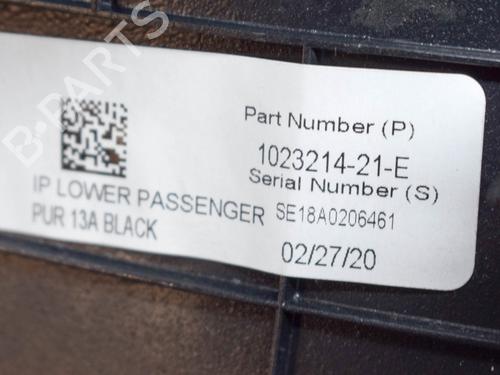 B-PARTS
Part Number (P)
1023214-21-E
Serial Number (S)
IP LOWER PASSENGER SE18A0206461
PUR 13A BLACK
02/27/20